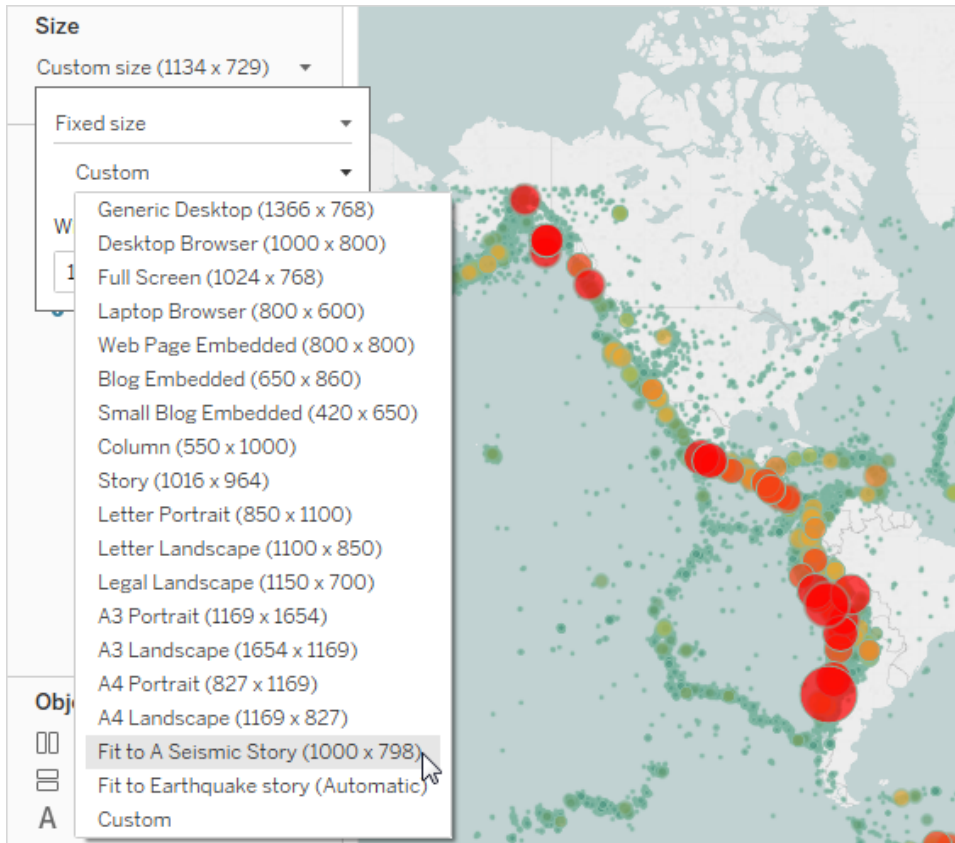 Size
Custom size (1134 x 729)
Fixed size
Custom
Generic Desktop (1366 x 768)
Desktop Browser (1000 x 800)
Full Screen (1024 x 768)
Laptop Browser (800 x 600)
Web Page Embedded (800 x 800)
Blog Embedded (650 x 860)
Small Blog Embedded (420 x 650)
Column (550 x 1000)
Story (1016 x 964)
Letter Portrait (850 x 1100)
Letter Landscape (1100 x 850)
Legal Landscape (1150 x 700)
A3 Portrait (1169 x 1654)
A3 Landscape (1654 x 1169)
A4 Portrait (827 x 1169)
A4 Landscape (1169 x 827)
Fit to A Seismic Story (1000 x 798)
Fit to Earthquake story (Automatic)
Custom
A